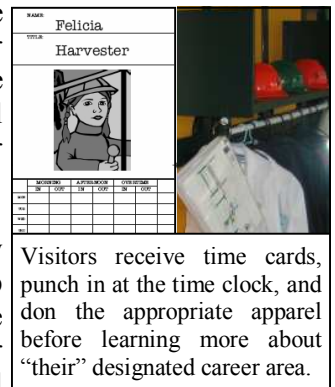 NAME:
Felicia
TITLE:
Harvester
MORNING AFTERNOON OVERTIME
IN OUT IN OUT IN OUT
Visitors receive time cards,
punch in at the time clock, and
don the appropriate apparel
before learning more about
“their” designated career area.